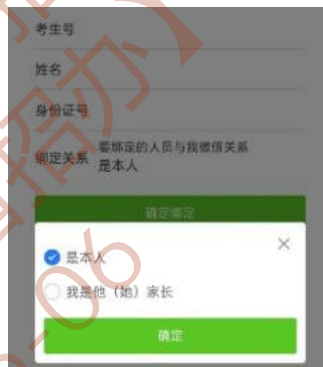 考生号
姓名
身份证号
绑定关系
要绑定的人员与我微信关系
是本人
确定绑定
是本人
我是他（她）家长
确定